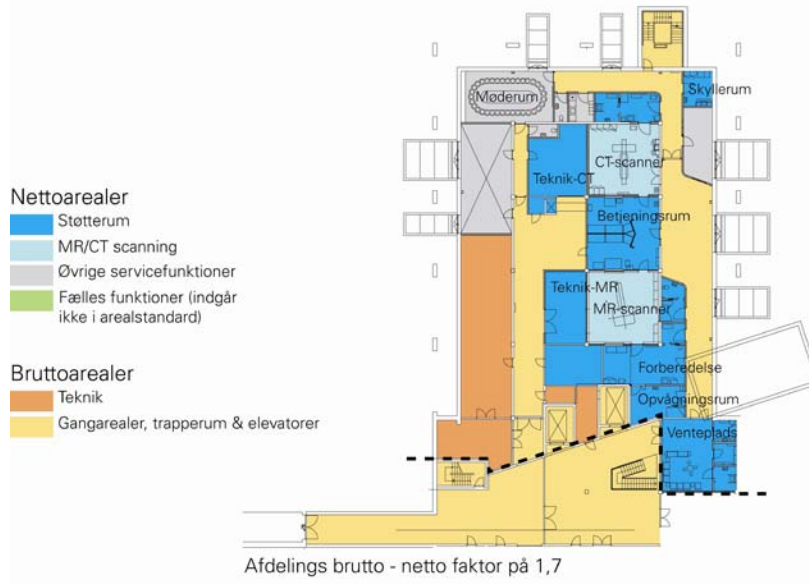 Møderum
Skyllerum
CT-scanner
Teknik-CT
Betjeningsrum
Teknik-MR
MR-scanner
Forberedelse
Opvågningsrum
Venteplads
Nettoarealer
Støtterum
MR/CT scanning
Øvrige servicefunktioner
Fælles funktioner (indgår
ikke i arealstandard)
Bruttoarealer
Teknik
Gangarealer, trapperum & elevatorer
Afdelings brutto - netto faktor på 1,7